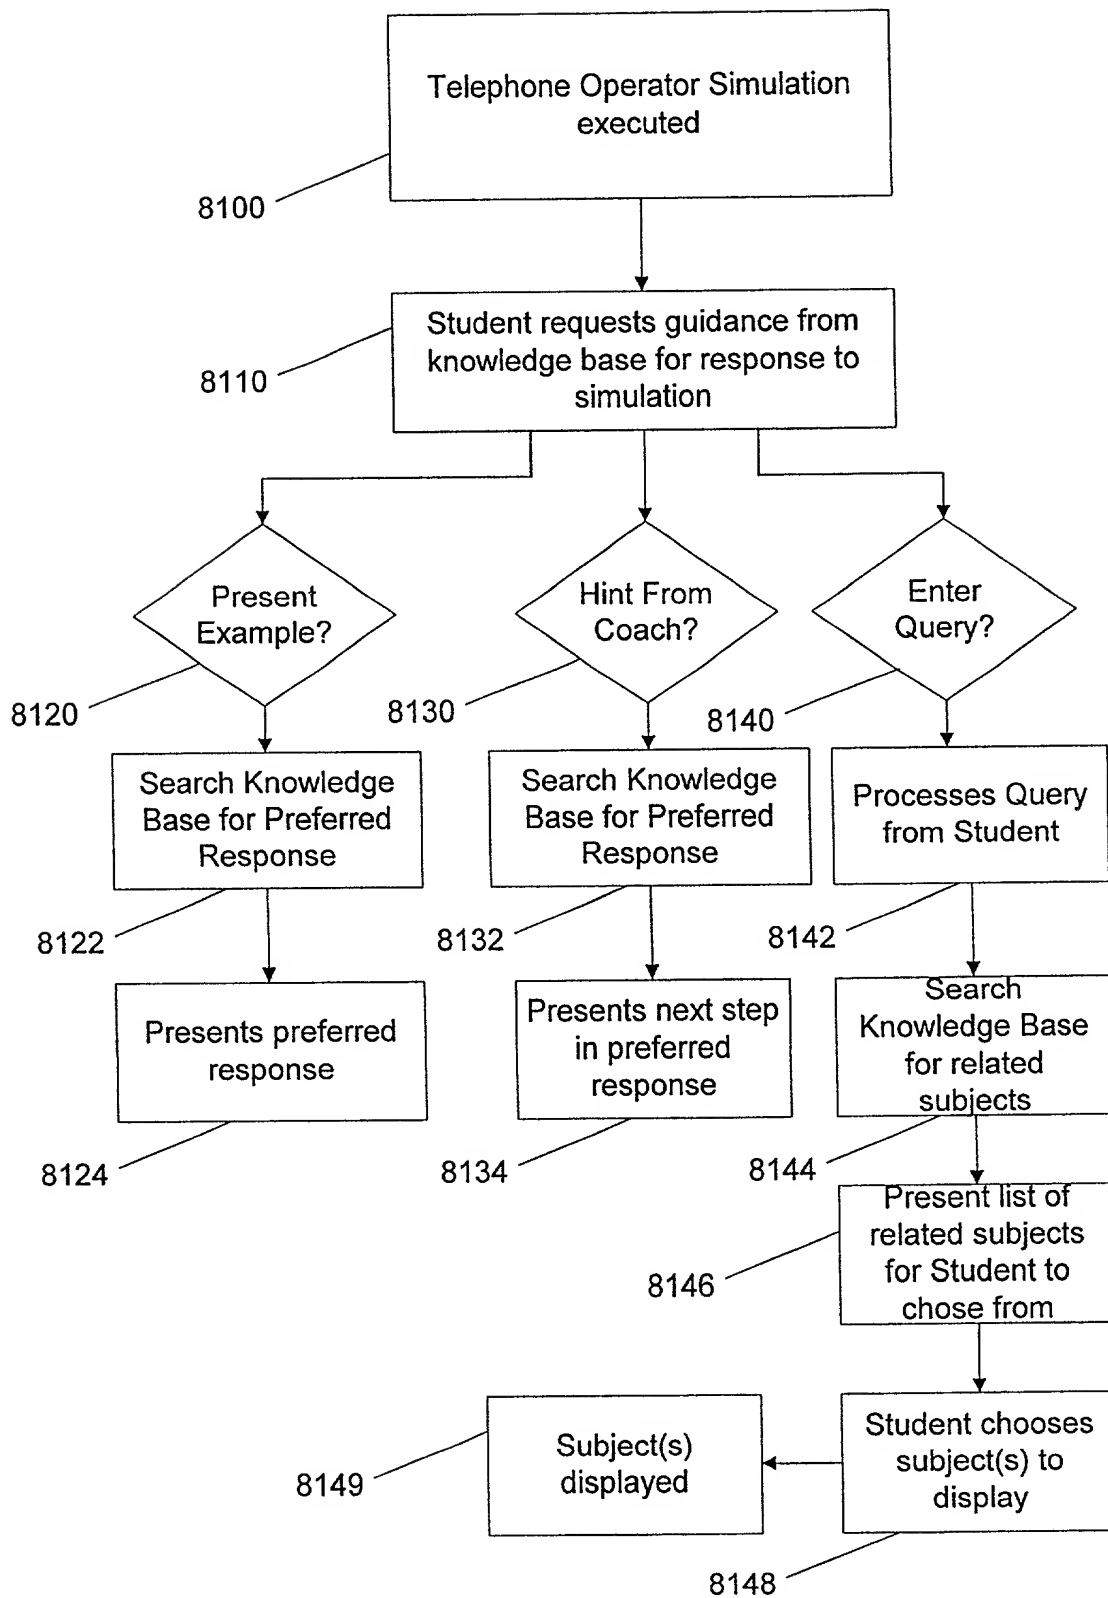 Telephone Operator Simulation
executed
8100
Student requests guidance from
knowledge base for response to
simulation
8110
Present
Example?
8120
Hint From
Coach?
8130
Enter
Query?
8140
Search Knowledge
Base for Preferred
Response
8122
Search Knowledge
Base for Preferred
Response
8132
Processes Query
from Student
8142
Presents preferred
response
8124
Presents next step
in preferred
response
8134
Search
Knowledge Base
for related
subjects
8144
Present list of
related subjects
for Student to
chose from
8146
Student chooses
subject(s) to
display
8148
Subject(s)
displayed
8149